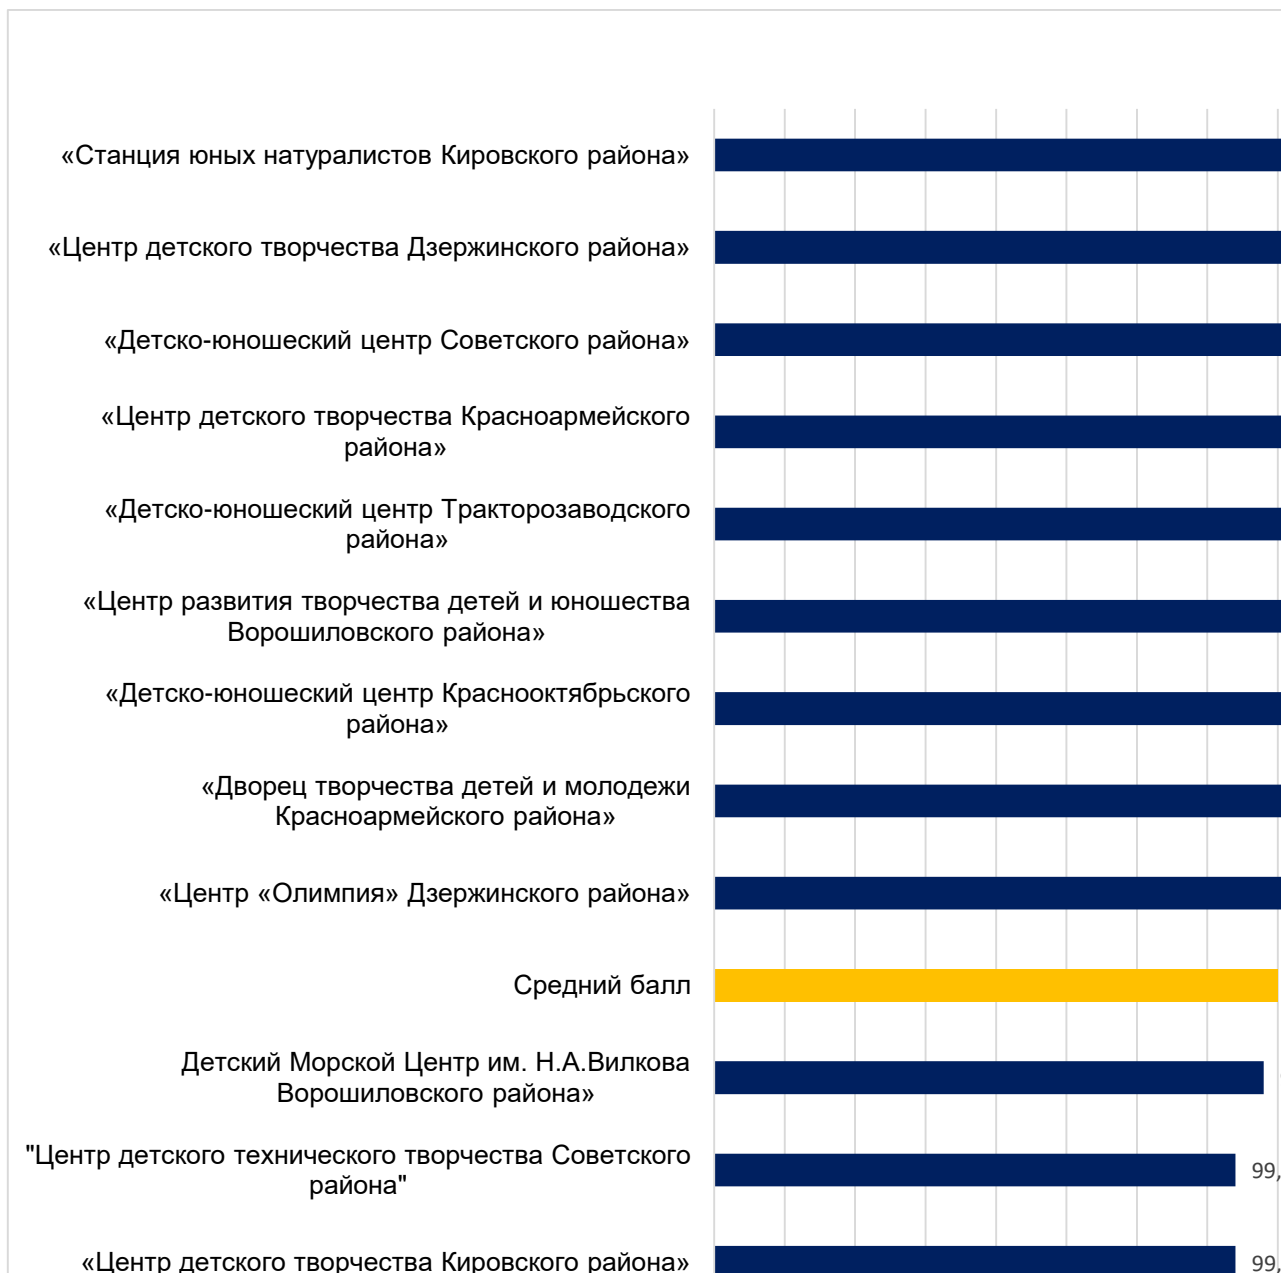 «Станция юных натуралистов Кировского района»
«Центр детского творчества Дзержинского района»
«Детско-юношеский центр Советского района»
«Центр детского творчества Красноармейского
района»
«Детско-юношеский центр Тракторозаводского
района»
«Центр развития творчества детей и юношества
Ворошиловского района»
«Детско-юношеский центр Краснооктябрьского
района»
«Дворец творчества детей и молодежи
Красноармейского района»
«Центр «Олимпия» Дзержинского района»
Средний балл
Детский Морской Центр им. Н.А.Вилкова
Ворошиловского района»
"Центр детского технического творчества Советского
района"
99,
«Центр детского творчества Кировского района»
99,